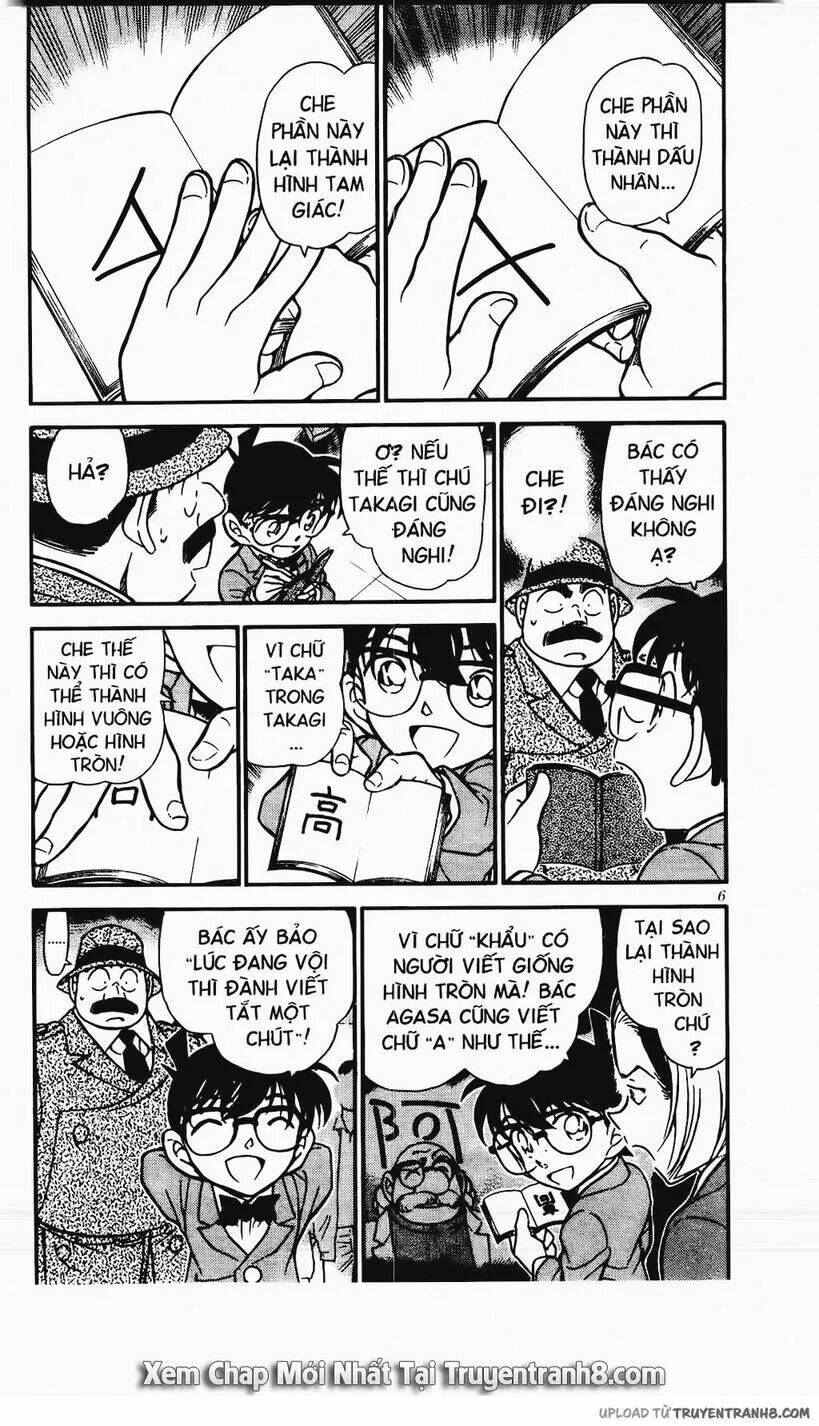 CHE PHẦN
NÀY THÌ
THÀNH DẤU
NHÂN...
CHE
PHẦN NÀY
LẠI THÀNH
HÌNH TAM
GIÁC!
BÁC CÓ
THẤY
ĐÁNG NGHI
KHÔNG
Ạ?
CHE
ĐI?!
Ơ? NẾU
THẾ THÌ CHÚ
TAKAGI CŨNG
ĐÁNG
NGHI!
HẢ?
VÌ CHỮ
"TAKA"
TRONG
TAKAGI
...
高
CHE THẾ
NÀY THÌ CÓ
THỂ THÀNH
HÌNH VUÔNG
HOẶC HÌNH
TRÒN!
6
TẠI SAO
LẠI THÀNH
HÌNH
TRÒN
CHỨ
?
VÌ CHỮ "KHẨU" CÓ
NGƯỜI VIẾT GIỐNG
HÌNH TRÒN MÀ! BÁC
AGASA CŨNG VIẾT
CHỮ "A" NHƯ THẾ...
BÁC ẤY BẢO
"LÚC ĐANG VỘI
THÌ ĐÀNH VIẾT
TẮT MỘT
CHÚT"!
........
Xem Chap Mới Nhất Tại Truyentranh8.com
UPLOAD TỪ TRUYENTRANH8.COM